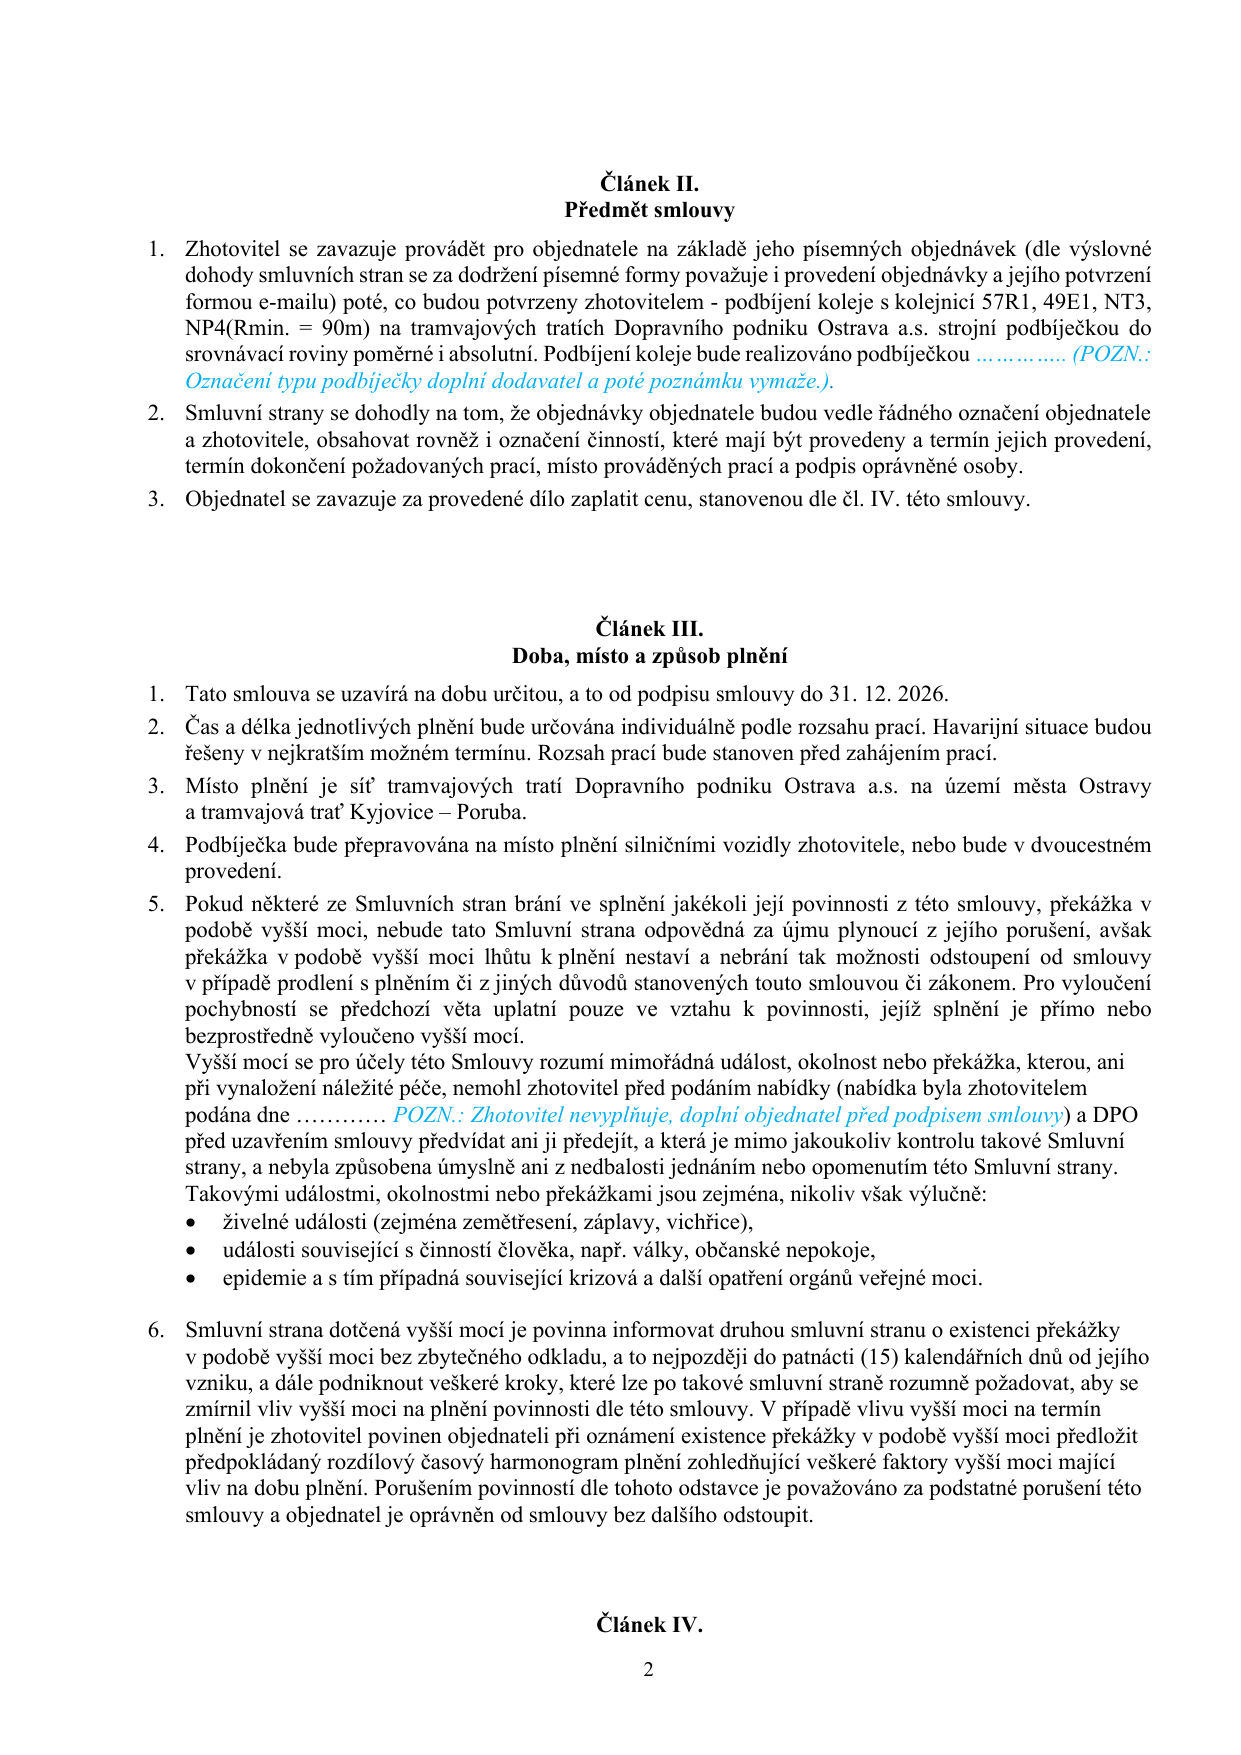 Článek II.
Předmět smlouvy
1. Zhotovitel se zavazuje provádět pro objednatele na základě jeho písemných objednávek (dle výslovné
dohody smluvních stran se za dodržení písemné formy považuje i provedení objednávky a jejího potvrzení
formou e-mailu) poté, co budou potvrzeny zhotovitelem - podbíjení koleje s kolejnicí 57R1, 49E1, NT3,
NP4(Rmin. = 90m) na tramvajových tratích Dopravního podniku Ostrava a.s. strojní podbíječkou do
srovnávací roviny poměrné i absolutní. Podbíjení koleje bude realizováno podbíječkou ………….. (POZN.:
Označení typu podbíječky doplní dodavatel a poté poznámku vymaže.).
2. Smluvní strany se dohodly na tom, že objednávky objednatele budou vedle řádného označení objednatele
a zhotovitele, obsahovat rovněž i označení činností, které mají být provedeny a termín jejich provedení,
termín dokončení požadovaných prací, místo prováděných prací a podpis oprávněné osoby.
3. Objednatel se zavazuje za provedené dílo zaplatit cenu, stanovenou dle čl. IV. této smlouvy.
Článek III.
Doba, místo a způsob plnění
1. Tato smlouva se uzavírá na dobu určitou, a to od podpisu smlouvy do 31. 12. 2026.
2. Čas a délka jednotlivých plnění bude určována individuálně podle rozsahu prací. Havarijní situace budou
řešeny v nejkratším možném termínu. Rozsah prací bude stanoven před zahájením prací.
3. Místo plnění je síť tramvajových tratí Dopravního podniku Ostrava a.s. na území města Ostravy
a tramvajová trať Kyjovice – Poruba.
4. Podbíječka bude přepravována na místo plnění silničními vozidly zhotovitele, nebo bude v dvoucestném
provedení.
5. Pokud některé ze Smluvních stran brání ve splnění jakékoli její povinnosti z této smlouvy, překážka v
podobě vyšší moci, nebude tato Smluvní strana odpovědná za újmu plynoucí z jejího porušení, avšak
překážka v podobě vyšší moci lhůtu k plnění nestaví a nebrání tak možnosti odstoupení od smlouvy
v případě prodlení s plněním či z jiných důvodů stanovených touto smlouvou či zákonem. Pro vyloučení
pochybností se předchozí věta uplatní pouze ve vztahu k povinnosti, jejíž splnění je přímo nebo
bezprostředně vyloučeno vyšší mocí.
Vyšší mocí se pro účely této Smlouvy rozumí mimořádná událost, okolnost nebo překážka, kterou, ani
při vynaložení náležité péče, nemohl zhotovitel před podáním nabídky (nabídka byla zhotovitelem
podána dne ………… POZN.: Zhotovitel nevyplňuje, doplní objednatel před podpisem smlouvy) a DPO
před uzavřením smlouvy předvídat ani ji předejít, a která je mimo jakoukoliv kontrolu takové Smluvní
strany, a nebyla způsobena úmyslně ani z nedbalosti jednáním nebo opomenutím této Smluvní strany.
Takovými událostmi, okolnostmi nebo překážkami jsou zejména, nikoliv však výlučně:
• živelné události (zejména zemětřesení, záplavy, vichřice),
• události související s činností člověka, např. války, občanské nepokoje,
• epidemie a s tím případná související krizová a další opatření orgánů veřejné moci.
6. Smluvní strana dotčená vyšší mocí je povinna informovat druhou smluvní stranu o existenci překážky
v podobě vyšší moci bez zbytečného odkladu, a to nejpozději do patnácti (15) kalendářních dnů od jejího
vzniku, a dále podniknout veškeré kroky, které lze po takové smluvní straně rozumně požadovat, aby se
zmírnil vliv vyšší moci na plnění povinnosti dle této smlouvy. V případě vlivu vyšší moci na termín
plnění je zhotovitel povinen objednateli při oznámení existence překážky v podobě vyšší moci předložit
předpokládaný rozdílový časový harmonogram plnění zohledňující veškeré faktory vyšší moci mající
vliv na dobu plnění. Porušením povinností dle tohoto odstavce je považováno za podstatné porušení této
smlouvy a objednatel je oprávněn od smlouvy bez dalšího odstoupit.
Článek IV.
2